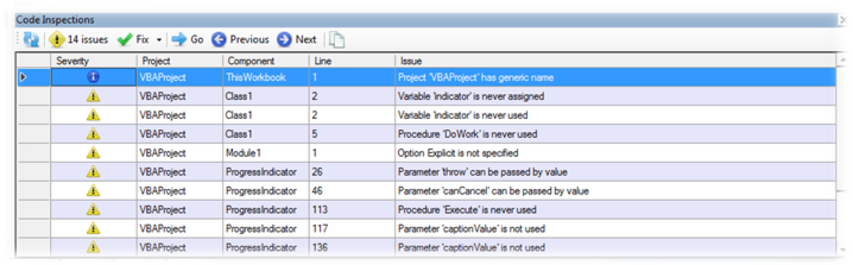 Code Inspections
14 issues Fix Go Previous Next
Severity Project Component Line Issue
VBAProject ThisWorkbook 1 Project 'VBAProject' has generic name
VBAProject Class1 2 Variable 'indicator' is never assigned
VBAProject Class1 2 Variable 'indicator' is never used
VBAProject Class1 5 Procedure 'DoWork' is never used
VBAProject Module1 1 Option Explicit is not specified
VBAProject ProgressIndicator 26 Parameter 'throw' can be passed by value
VBAProject ProgressIndicator 46 Parameter 'canCancel' can be passed by value
VBAProject ProgressIndicator 113 Procedure 'Execute' is never used
VBAProject ProgressIndicator 117 Parameter 'captionValue' is not used
VBAProject ProgressIndicator 136 Parameter 'captionValue' is not used